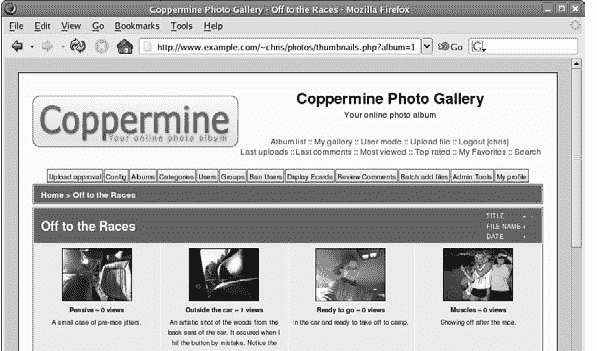 Coppermine Photo Gallery - Off to the Races - Mozilla Firefox
File Edit View Go Bookmarks Tools Help
http://www.example.com/~chris/photos/thumbnails.php?album=1 Go
Coppermine
Your online photo album
Coppermine Photo Gallery
Your online photo album
Album list :: My gallery :: User mode :: Upload file :: Logout [chris]
Last uploads :: Last comments :: Most viewed :: Top rated :: My Favorites :: Search
Upload approval Config Albums Categories Users Groups Ban Users Display Ecards Review Comments Batch add files Admin Tools My profile
Home > Off to the Races
Off to the Races
TITLE + -
FILE NAME +
DATE +
Pensive - 0 views
A small case of pre-race jitters.
Outside the car - 1 views
An artistic shot of the woods from the
back seat of the car. It occured when I
hit the button by mistake. Notice the
Ready to go - 0 views
In the car and ready to take off to camp.
Muscles - 0 views
Showing off after the race.